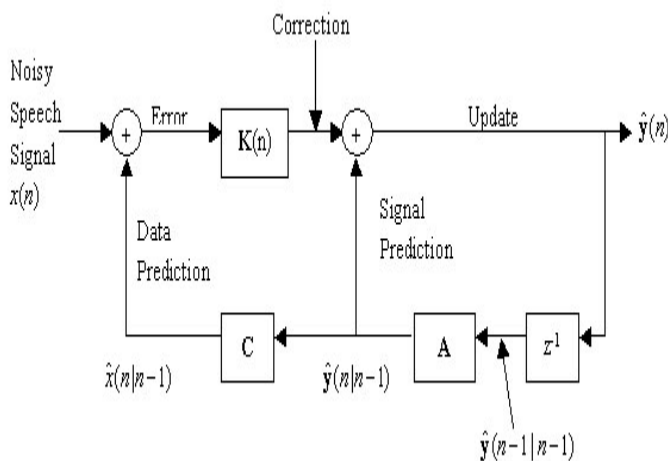 Correction
Noisy
Speech
Signal
x(n)
+
Error
K(n)
+
Update
ŷ(n)
Data
Prediction
Signal
Prediction
C
A
z⁻¹
x̂(n|n−1)
ŷ(n|n−1)
ŷ(n−1|n−1)